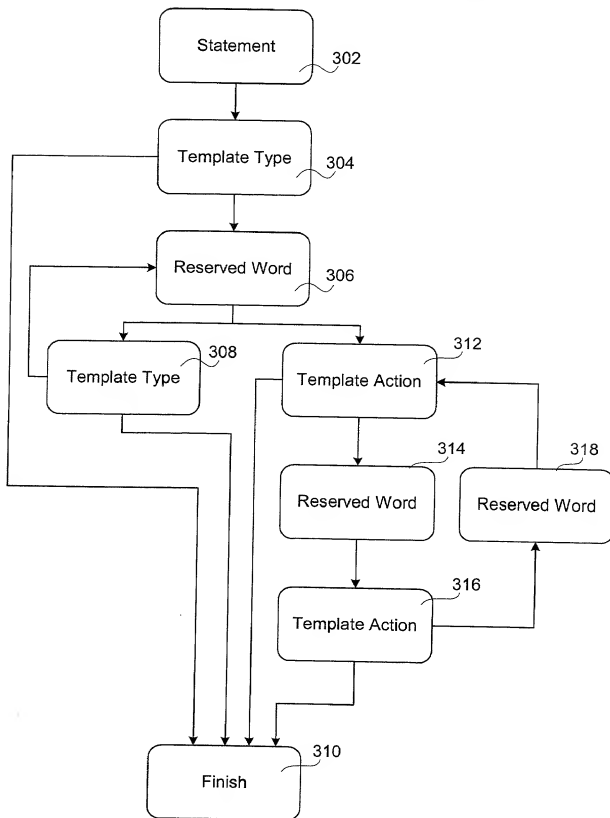 Statement
302
Template Type
304
Reserved Word
306
Template Type
308
Template Action
312
Reserved Word
314
Reserved Word
318
Template Action
316
Finish
310